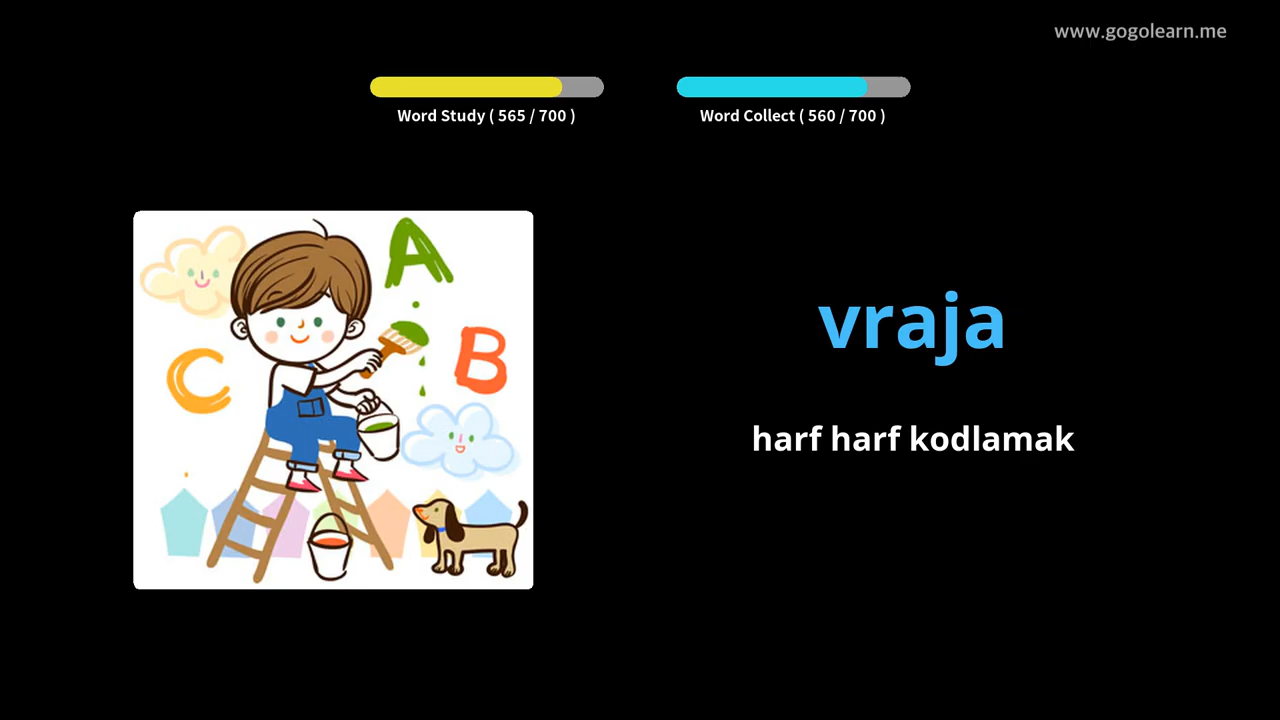 www.gogolearn.me
Word Study ( 565 / 700 )
Word Collect ( 560 / 700 )
A
B
C
vraja
harf harf kodlamak